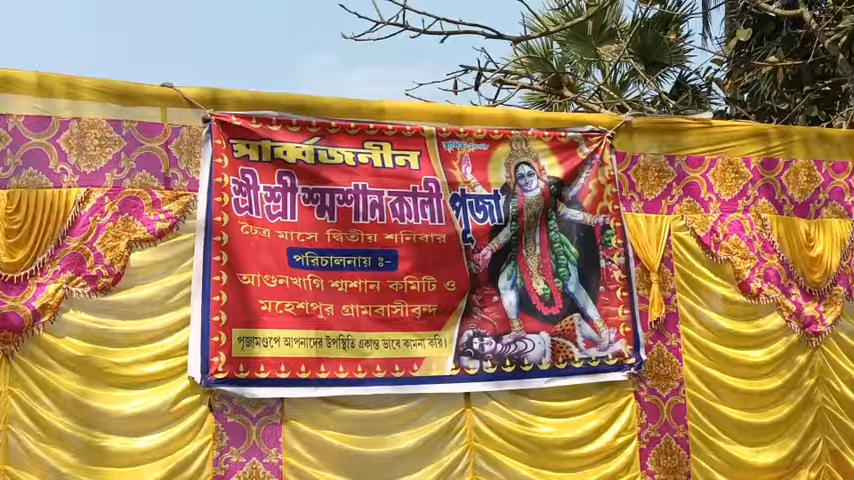 সার্ব্বজনীন
শ্রী শ্রী শ্মশান কালী পূজা
চৈত্র মাসে দ্বিতীয় শনিবার
পরিচালনায় ঃ-
আগুনখাগি শ্মশান কমিটি ও
মহেশপুর গ্রামবাসীবৃন্দ
পূজামণ্ডপে আপনাদের উপস্থিতি একান্ত ভাবে কামনা করি।